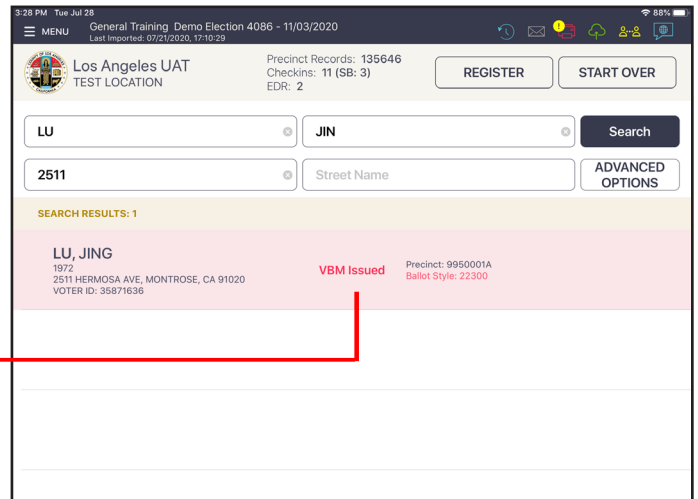 3:28 PM Tue Jul 28
88%
MENU
General Training Demo Election 4086 - 11/03/2020
Last Imported: 07/21/2020, 17:10:29
Los Angeles UAT
TEST LOCATION
Precinct Records: 135646
Checkins: 11 (SB: 3)
EDR: 2
REGISTER
START OVER
LU
JIN
Search
2511
Street Name
ADVANCED
OPTIONS
SEARCH RESULTS: 1
LU, JING
1972
2511 HERMOSA AVE, MONTROSE, CA 91020
VOTER ID: 35871636
VBM Issued
Precinct: 9950001A
Ballot Style: 22300